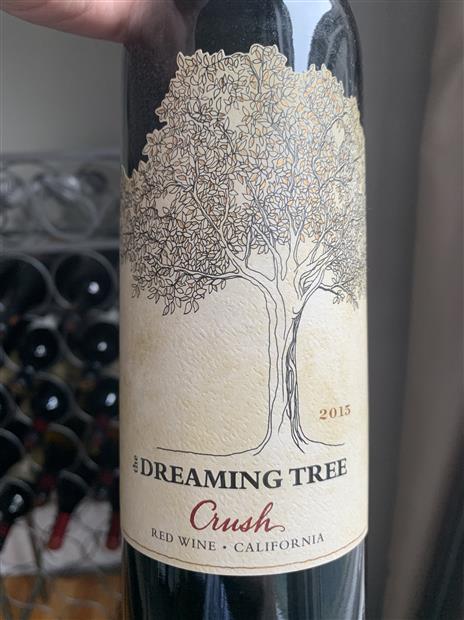 2015
the DREAMING TREE
Crush
RED WINE • CALIFORNIA